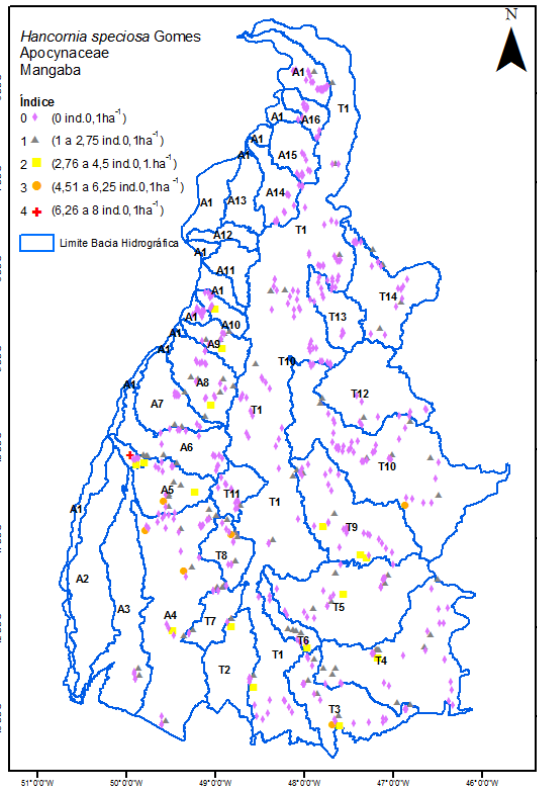 N
Hancornia speciosa Gomes
Apocynaceae
Mangaba
Índice
0 (0 ind.0,1ha⁻¹)
1 (1 a 2,75 ind.0,1ha⁻¹)
2 (2,76 a 4,5 ind.0,1.ha⁻¹)
3 (4,51 a 6,25 ind.0,1ha⁻¹)
4 (6,26 a 8 ind.0,1ha⁻¹)
Limite Bacia Hidrográfica
A1
T1
A1
A16
A1
A15
A1
A14
A1
A13
T1
A12
A1
A11
T14
A1
A1
A10
T13
A1
A9
A1
T10
A8
A1
A7
T1
T12
A6
T10
A5
T11
A1
T1
T9
T8
A2
A3
T5
A4
T7
T6
T1
T4
T2
T3
51°0'0"W
50°0'0"W
49°0'0"W
48°0'0"W
47°0'0"W
46°0'0"W